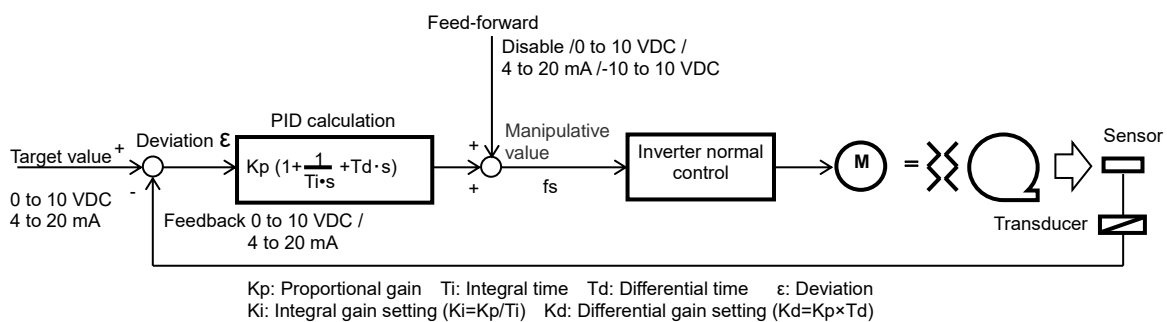 Feed-forward
Disable /0 to 10 VDC /
4 to 20 mA /-10 to 10 VDC
PID calculation
Deviation ε
Target value
+
-
0 to 10 VDC
4 to 20 mA
Kp (1+ 1/Ti•s +Td·s)
Feedback 0 to 10 VDC /
4 to 20 mA
+
+
Manipulative
value
fs
Inverter normal
control
M
=
Sensor
Transducer
Kp: Proportional gain Ti: Integral time Td: Differential time ε: Deviation
Ki: Integral gain setting (Ki=Kp/Ti) Kd: Differential gain setting (Kd=Kp×Td)